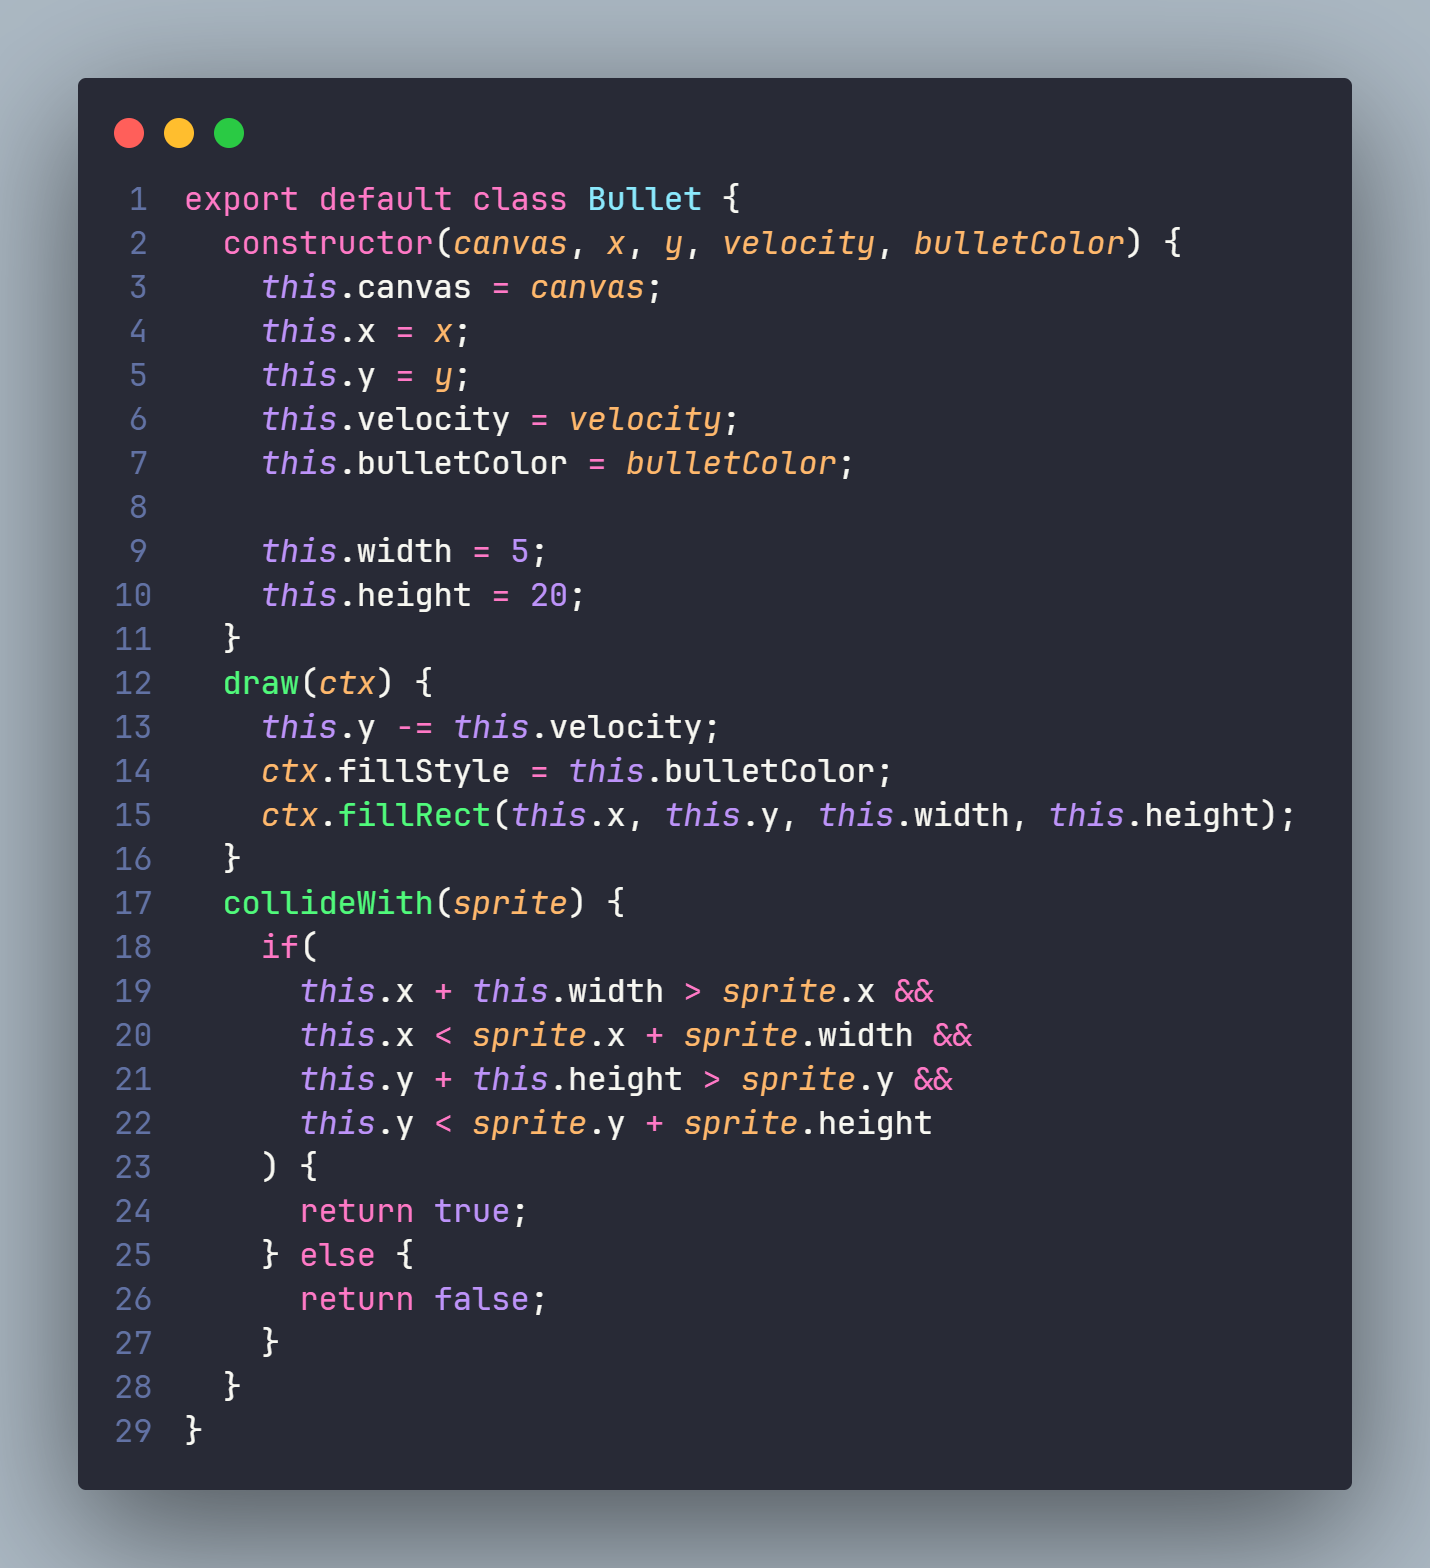 1 export default class Bullet {
2   constructor(canvas, x, y, velocity, bulletColor) {
3     this.canvas = canvas;
4     this.x = x;
5     this.y = y;
6     this.velocity = velocity;
7     this.bulletColor = bulletColor;
8
9     this.width = 5;
10     this.height = 20;
11   }
12   draw(ctx) {
13     this.y -= this.velocity;
14     ctx.fillStyle = this.bulletColor;
15     ctx.fillRect(this.x, this.y, this.width, this.height);
16   }
17   collideWith(sprite) {
18     if(
19       this.x + this.width > sprite.x &&
20       this.x < sprite.x + sprite.width &&
21       this.y + this.height > sprite.y &&
22       this.y < sprite.y + sprite.height
23     ) {
24       return true;
25     } else {
26       return false;
27     }
28   }
29 }